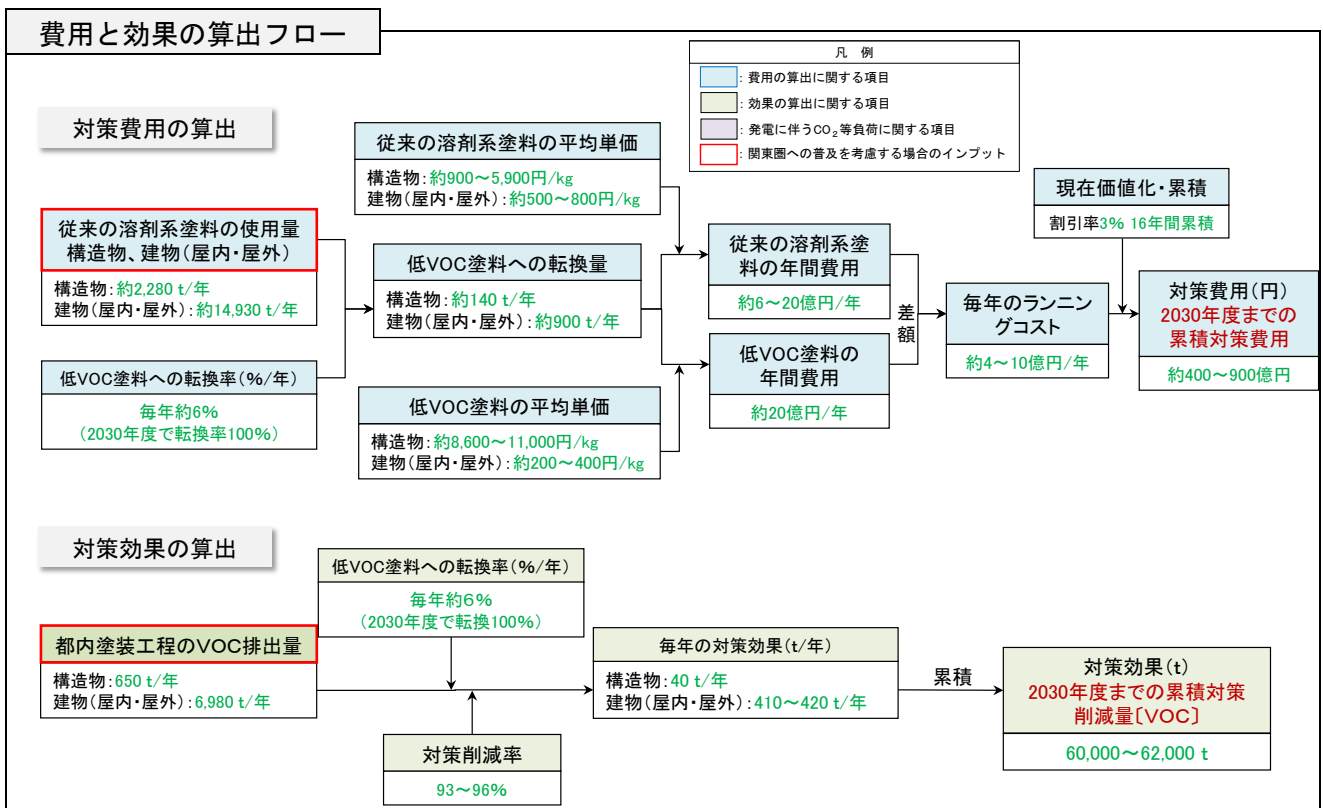 費用と効果の算出フロー
凡 例
：費用の算出に関する項目
：効果の算出に関する項目
：発電に伴うCO₂等負荷に関する項目
：関東圏への普及を考慮する場合のインプット
対策費用の算出
従来の溶剤系塗料の平均単価
構造物：約900～5,900円/kg
建物（屋内・屋外）：約500～800円/kg
従来の溶剤系塗料の使用量
構造物、建物（屋内・屋外）
構造物：約2,280 t/年
建物（屋内・屋外）：約14,930 t/年
低VOC塗料への転換率（%/年）
毎年約6%
（2030年度で転換率100%）
低VOC塗料への転換量
構造物：約140 t/年
建物（屋内・屋外）：約900 t/年
低VOC塗料の平均単価
構造物：約8,600～11,000円/kg
建物（屋内・屋外）：約200～400円/kg
従来の溶剤系塗
料の年間費用
約6～20億円/年
低VOC塗料の
年間費用
約20億円/年
差
額
毎年のランニン
グコスト
約4～10億円/年
現在価値化・累積
割引率3% 16年間累積
対策費用（円）
2030年度までの
累積対策費用
約400～900億円
対策効果の算出
低VOC塗料への転換率（%/年）
毎年約6%
（2030年度で転換100%）
都内塗装工程のVOC排出量
構造物：650 t/年
建物（屋内・屋外）：6,980 t/年
対策削減率
93～96%
毎年の対策効果（t/年）
構造物：40 t/年
建物（屋内・屋外）：410～420 t/年
累積
対策効果（t）
2030年度までの累積対策
削減量〔VOC〕
60,000～62,000 t